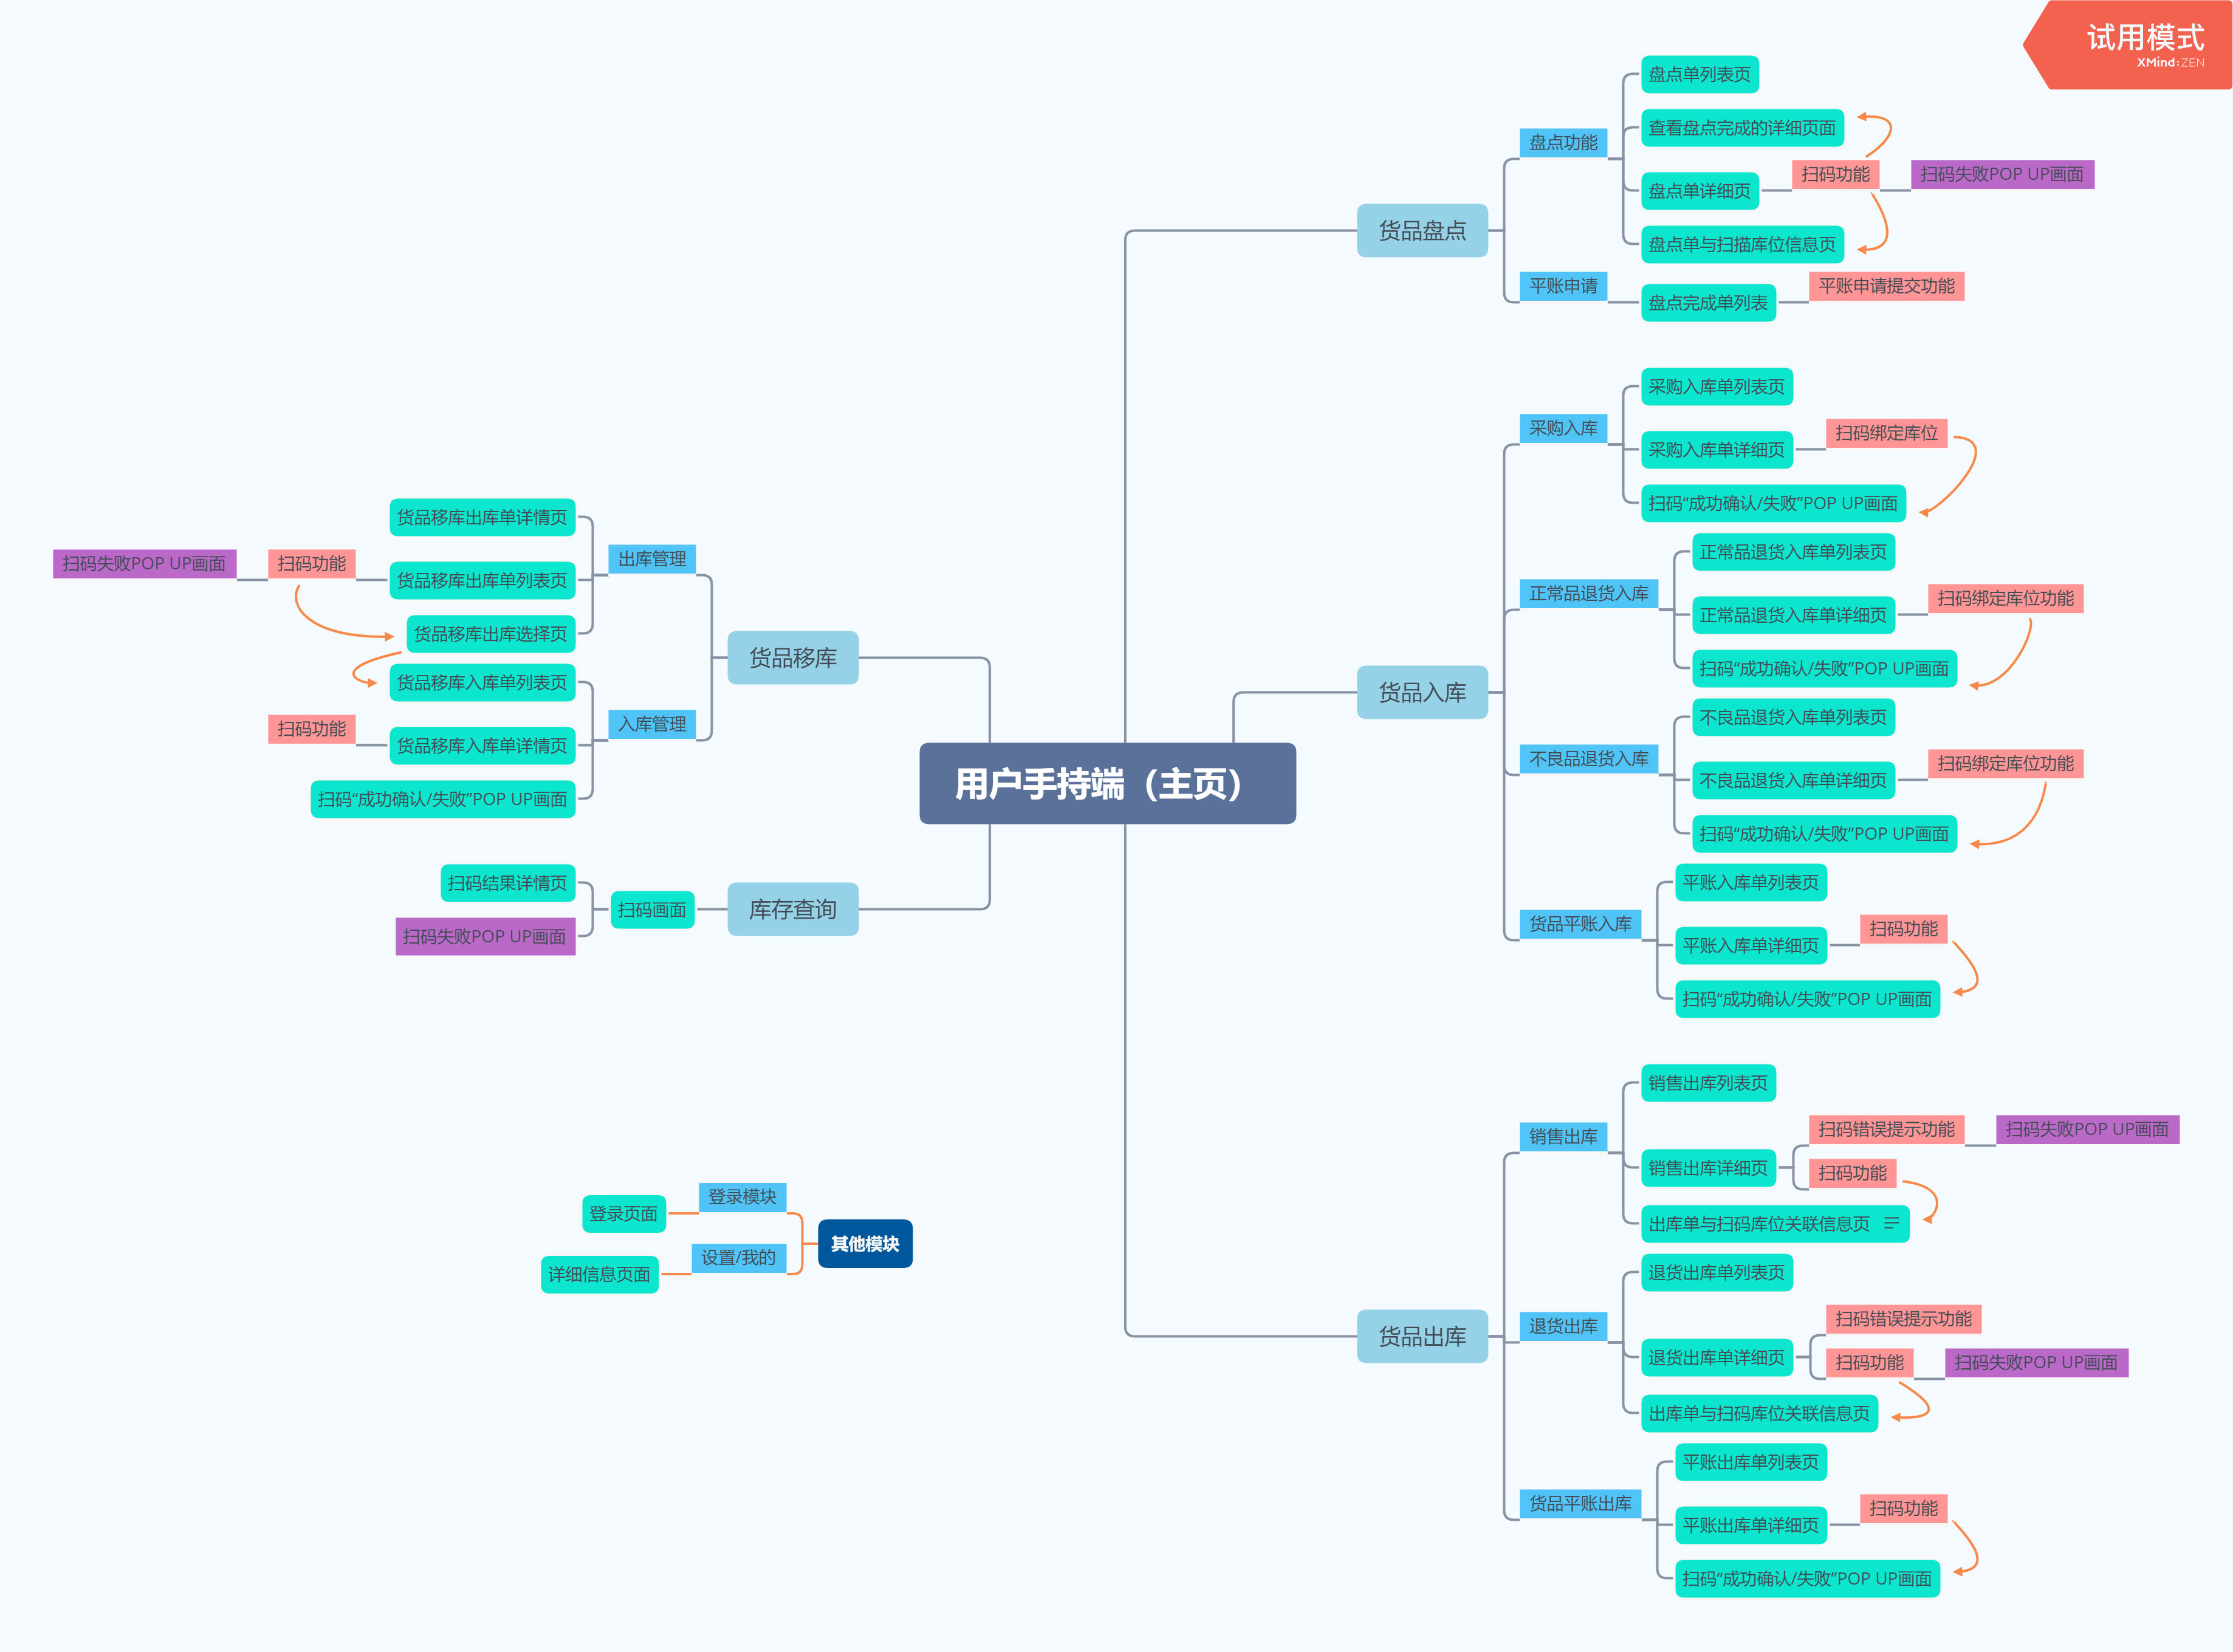 试用模式
XMind:ZEN
用户手持端（主页）
货品盘点
盘点功能
盘点单列表页
查看盘点完成的详细页面
盘点单详细页
扫码功能
扫码失败POP UP画面
盘点单与扫描库位信息页
平账申请
盘点完成单列表
平账申请提交功能
货品入库
采购入库
采购入库单列表页
采购入库单详细页
扫码绑定库位
扫码“成功确认/失败”POP UP画面
正常品退货入库
正常品退货入库单列表页
正常品退货入库单详细页
扫码绑定库位功能
扫码“成功确认/失败”POP UP画面
不良品退货入库
不良品退货入库单列表页
不良品退货入库单详细页
扫码绑定库位功能
扫码“成功确认/失败”POP UP画面
货品平账入库
平账入库单列表页
平账入库单详细页
扫码功能
扫码“成功确认/失败”POP UP画面
货品出库
销售出库
销售出库列表页
销售出库详细页
扫码错误提示功能
扫码失败POP UP画面
扫码功能
出库单与扫码库位关联信息页
退货出库
退货出库单列表页
退货出库单详细页
扫码错误提示功能
扫码功能
扫码失败POP UP画面
出库单与扫码库位关联信息页
货品平账出库
平账出库单列表页
平账出库单详细页
扫码功能
扫码“成功确认/失败”POP UP画面
货品移库
出库管理
货品移库出库单详情页
货品移库出库单列表页
扫码功能
扫码失败POP UP画面
货品移库出库选择页
入库管理
货品移库入库单列表页
货品移库入库单详情页
扫码功能
扫码“成功确认/失败”POP UP画面
库存查询
扫码画面
扫码结果详情页
扫码失败POP UP画面
其他模块
登录模块
登录页面
设置/我的
详细信息页面